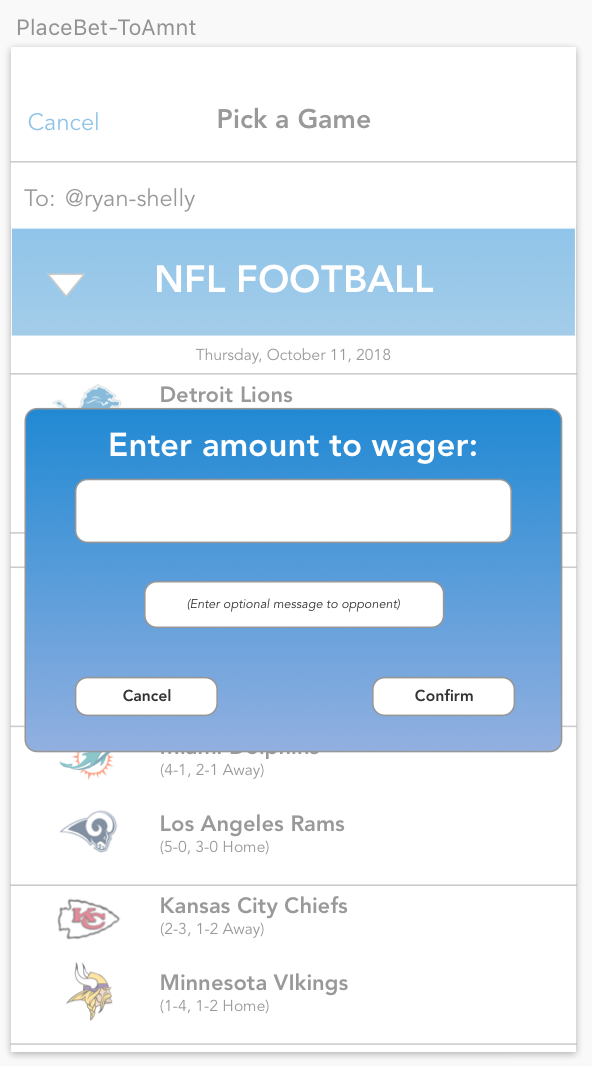 PlaceBet-ToAmnt
Cancel
Pick a Game
To: @ryan-shelly
NFL FOOTBALL
Thursday, October 11, 2018
Detroit Lions
Enter amount to wager:
(Enter optional message to opponent)
Cancel
Confirm
Miami Dolphins
(4-1, 2-1 Away)
Los Angeles Rams
(5-0, 3-0 Home)
KC
Kansas City Chiefs
(2-3, 1-2 Away)
Minnesota VIkings
(1-4, 1-2 Home)